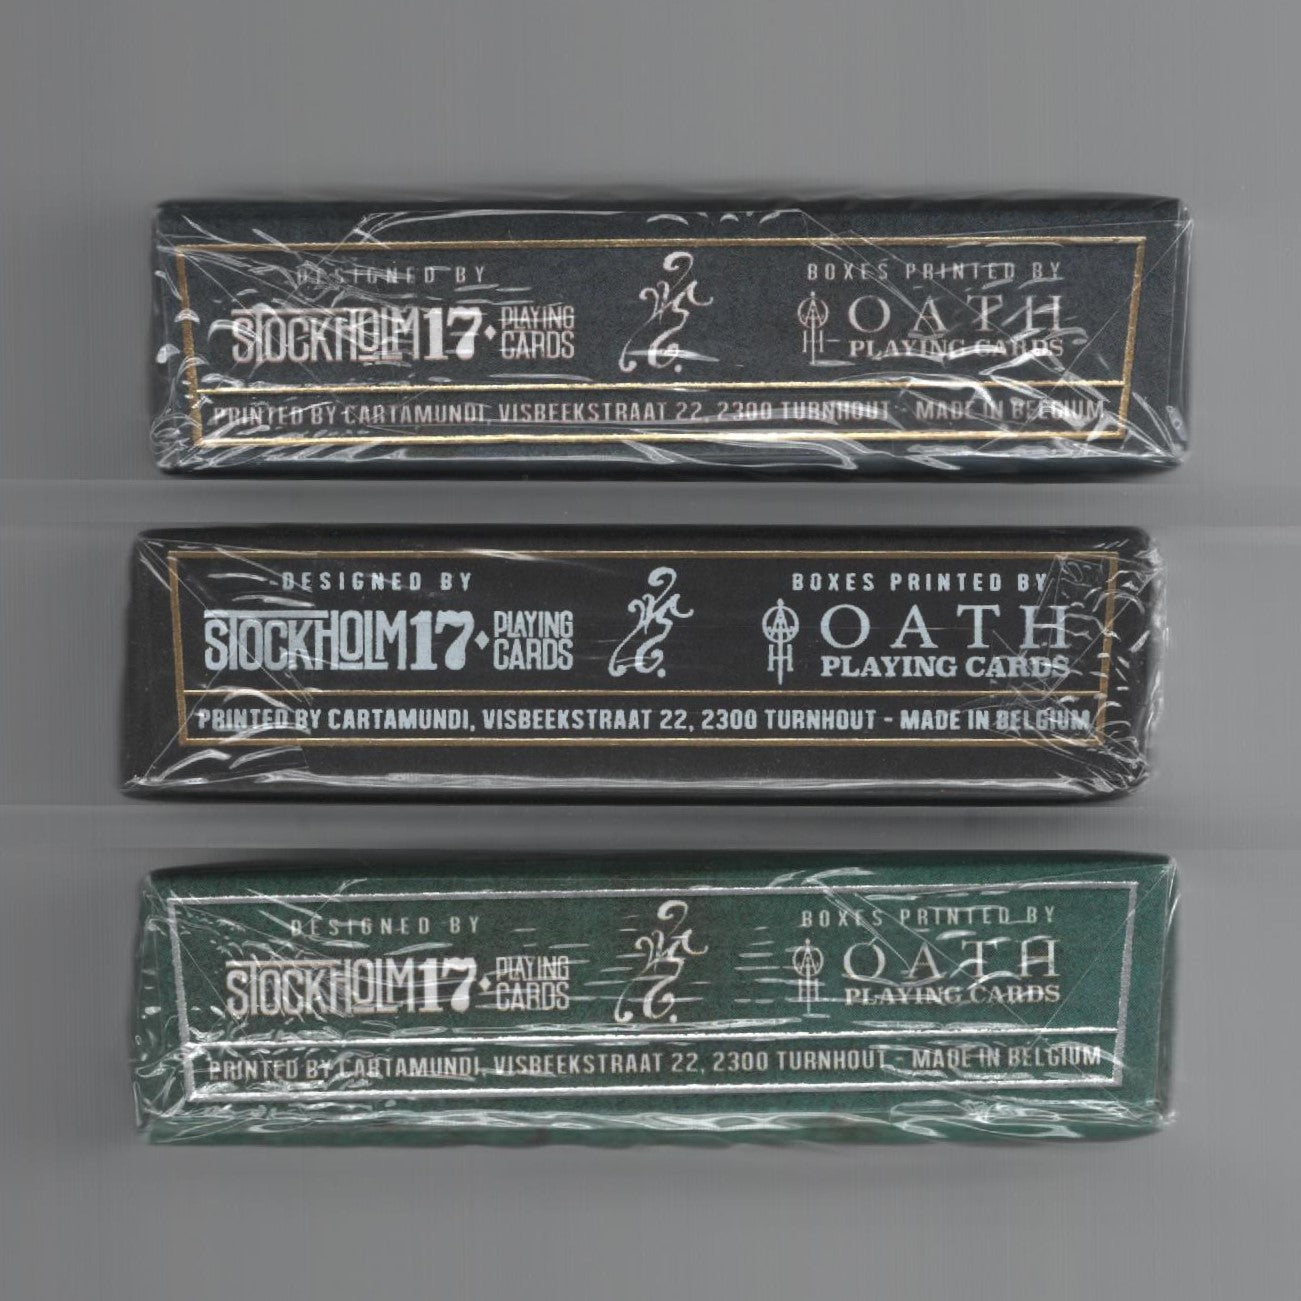 DESIGNED BY
STOCKHOLM17 PLAYING CARDS
BOXES PRINTED BY
OATH
PLAYING CARDS
PRINTED BY CARTAMUNDI, VISBEEKSTRAAT 22, 2300 TURNHOUT - MADE IN BELGIUM
DESIGNED BY
STOCKHOLM17 PLAYING CARDS
BOXES PRINTED BY
OATH
PLAYING CARDS
PRINTED BY CARTAMUNDI, VISBEEKSTRAAT 22, 2300 TURNHOUT - MADE IN BELGIUM
DESIGNED BY
STOCKHOLM17 PLAYING CARDS
BOXES PRINTED BY
OATH
PLAYING CARDS
PRINTED BY CARTAMUNDI, VISBEEKSTRAAT 22, 2300 TURNHOUT - MADE IN BELGIUM